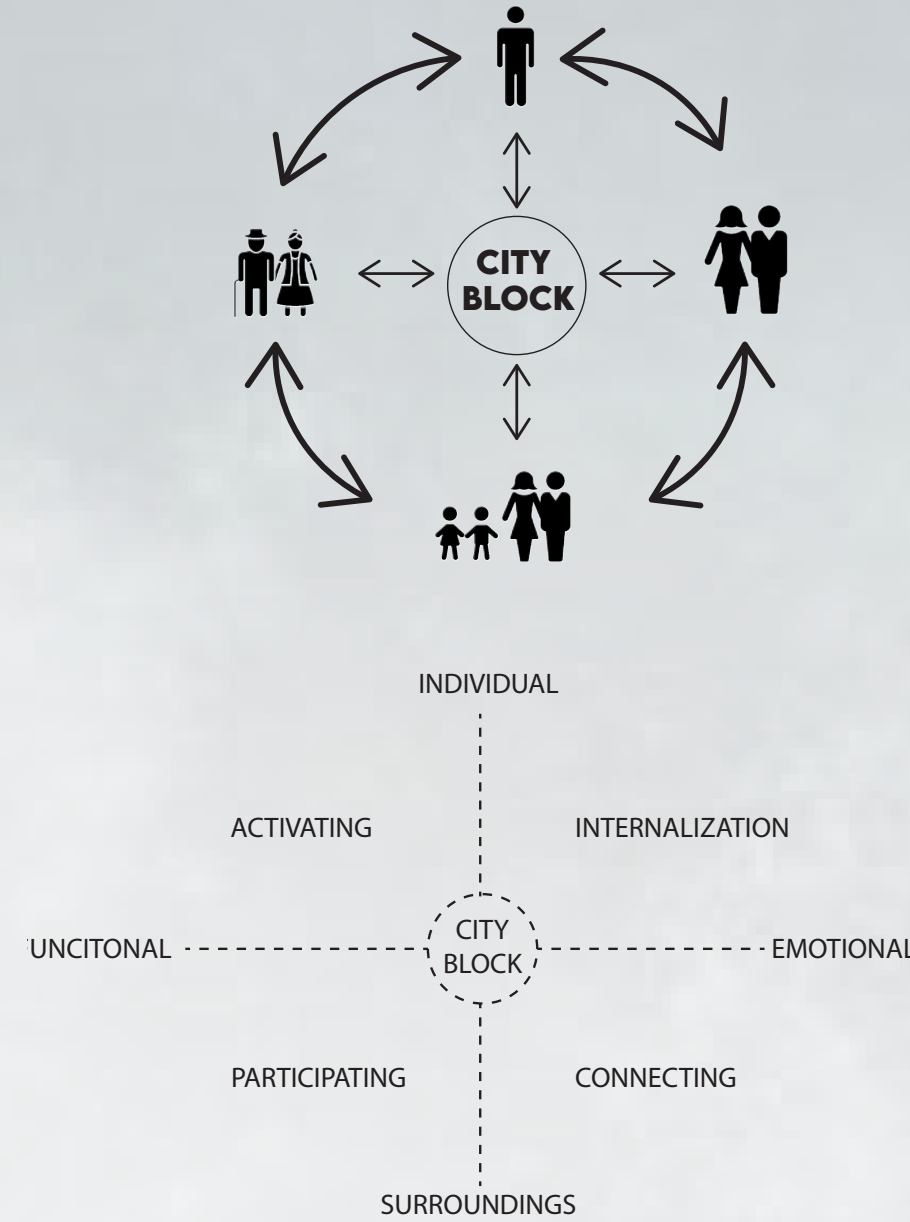 CITY
BLOCK
INDIVIDUAL
ACTIVATING INTERNALIZATION
CITY
UNCITONAL EMOTIONAL
BLOCK
PARTICIPATING CONNECTING
SURROUNDINGS